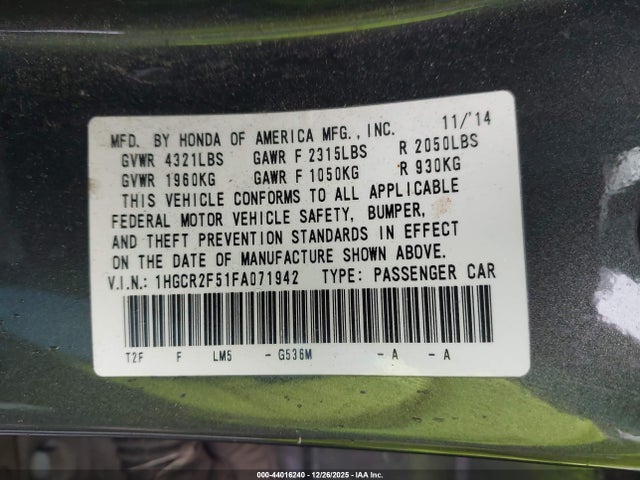 MFD. BY HONDA OF AMERICA MFG., INC. 11/'14
GVWR 4321LBS GAWR F 2315LBS R 2050LBS
GVWR 1960KG GAWR F 1050KG R 930KG
THIS VEHICLE CONFORMS TO ALL APPLICABLE
FEDERAL MOTOR VEHICLE SAFETY, BUMPER,
AND THEFT PREVENTION STANDARDS IN EFFECT
ON THE DATE OF MANUFACTURE SHOWN ABOVE.
V.I.N.: 1HGCR2F51FA071942 TYPE: PASSENGER CAR
T2F F LM5 - G536M - A - A
000-44016240 - 12/26/2025 - IAA Inc.